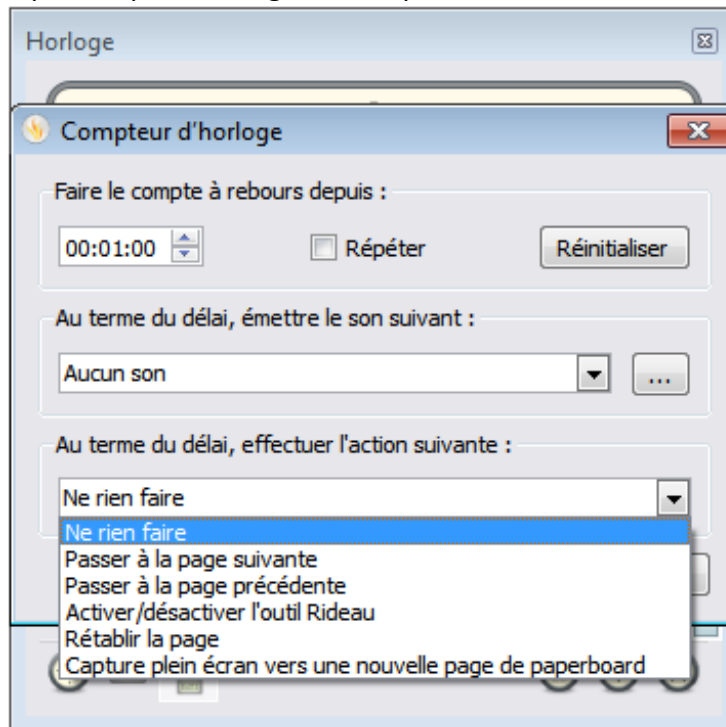 Horloge
Compteur d'horloge
Faire le compte à rebours depuis :
00:01:00 Répéter Réinitialiser
Au terme du délai, émettre le son suivant :
Aucun son ...
Au terme du délai, effectuer l'action suivante :
Ne rien faire
Ne rien faire
Passer à la page suivante
Passer à la page précédente
Activer/désactiver l'outil Rideau
Rétablir la page
Capture plein écran vers une nouvelle page de paperboard